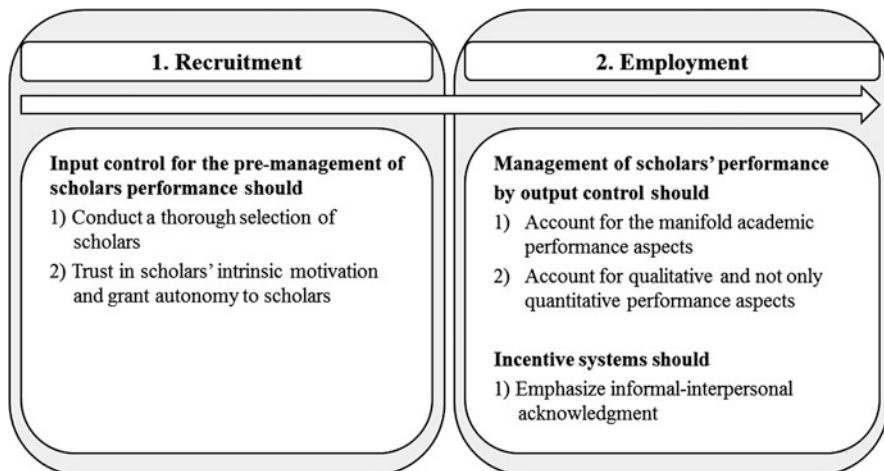 1. Recruitment
Input control for the pre-management of
scholars performance should
1) Conduct a thorough selection of
scholars
2) Trust in scholars’ intrinsic motivation
and grant autonomy to scholars
2. Employment
Management of scholars’ performance
by output control should
1) Account for the manifold academic
performance aspects
2) Account for qualitative and not only
quantitative performance aspects
Incentive systems should
1) Emphasize informal-interpersonal
acknowledgment